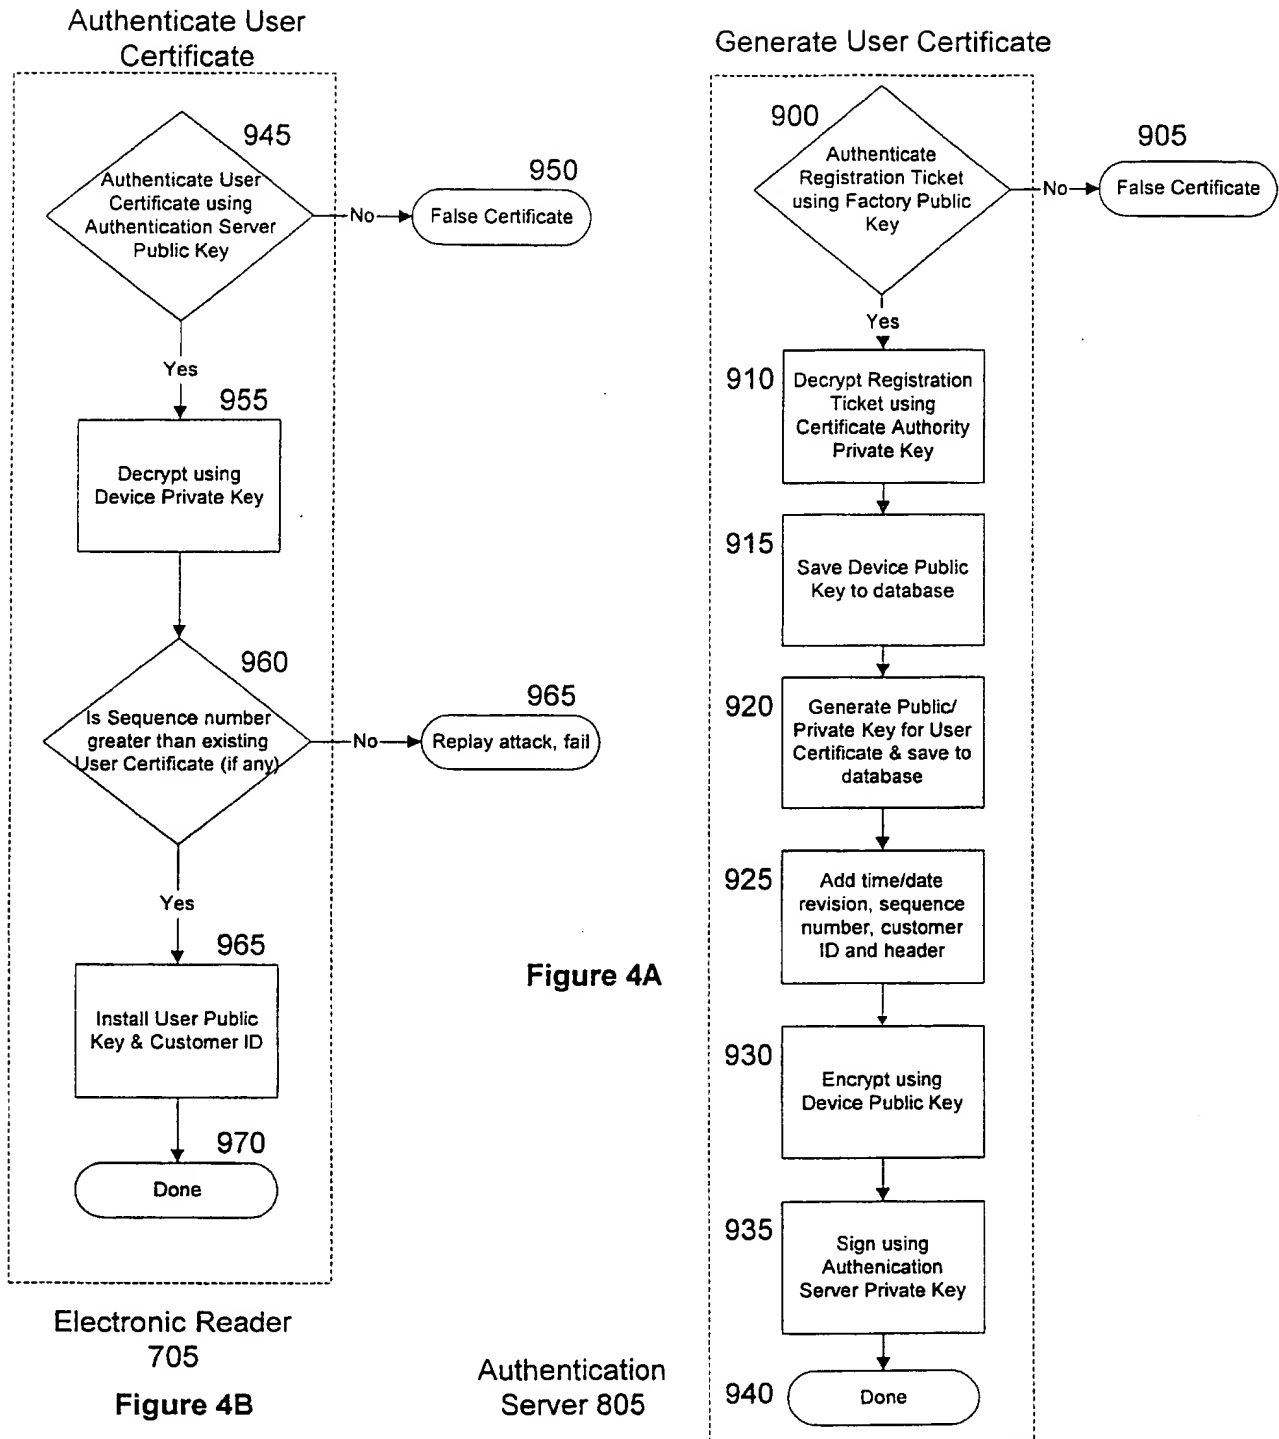 Authenticate User
Certificate
945
Authenticate User
Certificate using
Authentication Server
Public Key
No
950
False Certificate
Yes
955
Decrypt using
Device Private Key
960
Is Sequence number
greater than existing
User Certificate (if any)
No
965
Replay attack, fail
Yes
965
Install User Public
Key & Customer ID
970
Done
Electronic Reader
705
Figure 4B
Generate User Certificate
900
Authenticate
Registration Ticket
using Factory Public
Key
No
905
False Certificate
Yes
910
Decrypt Registration
Ticket using
Certificate Authority
Private Key
915
Save Device Public
Key to database
920
Generate Public/
Private Key for User
Certificate & save to
database
925
Add time/date
revision, sequence
number, customer
ID and header
Figure 4A
930
Encrypt using
Device Public Key
935
Sign using
Authenication
Server Private Key
940
Done
Authentication
Server 805